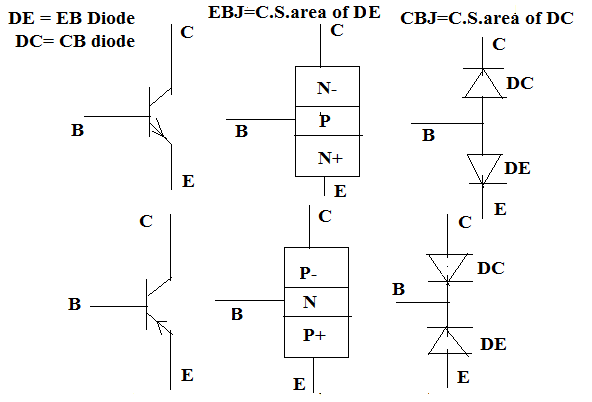 DE = EB Diode
DC= CB diode
EBJ=C.S.area of DE
CBJ=C.S.area of DC
C
B
E
C
N-
B
P
N+
E
C
DC
B
DE
E
C
B
E
C
P-
B
N
P+
E
C
DC
B
DE
E